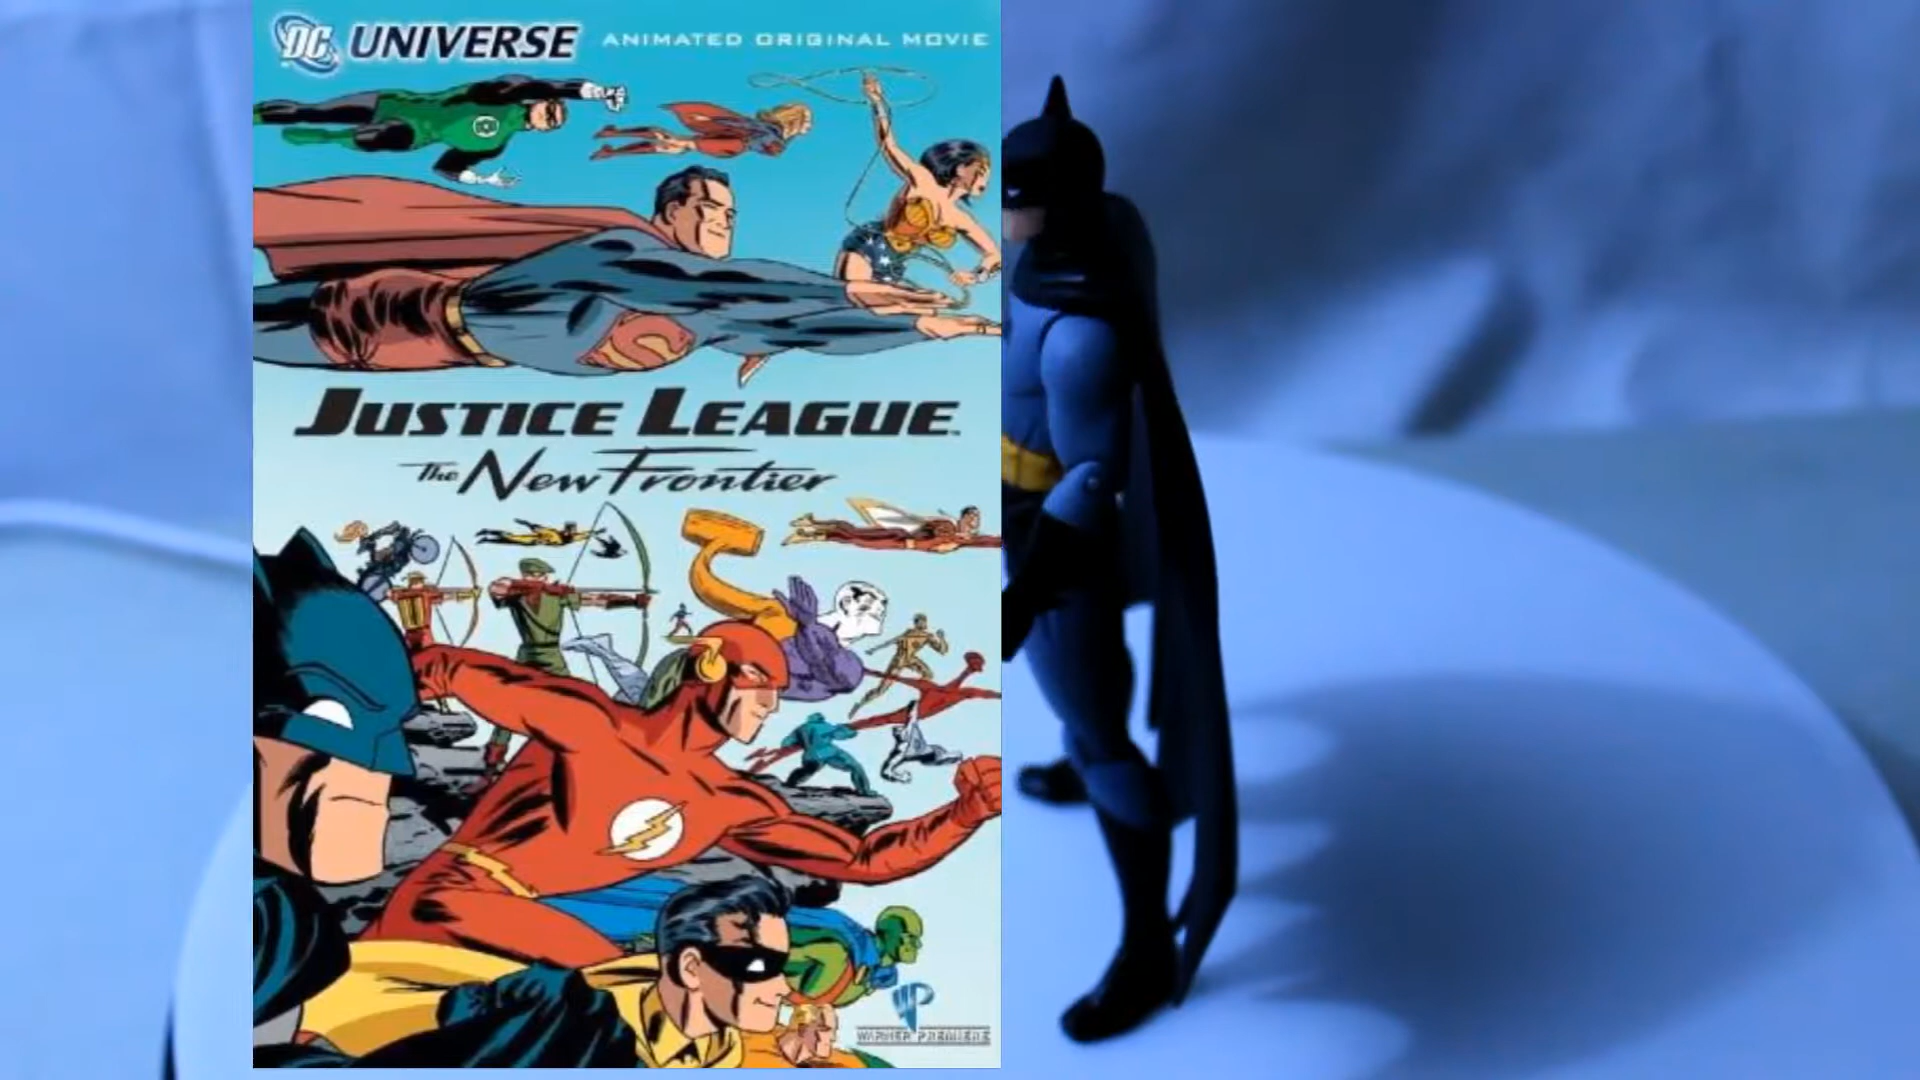 DC UNIVERSE ANIMATED ORIGINAL MOVIE
JUSTICE LEAGUE
The New Frontier
WARNER PREMIERE